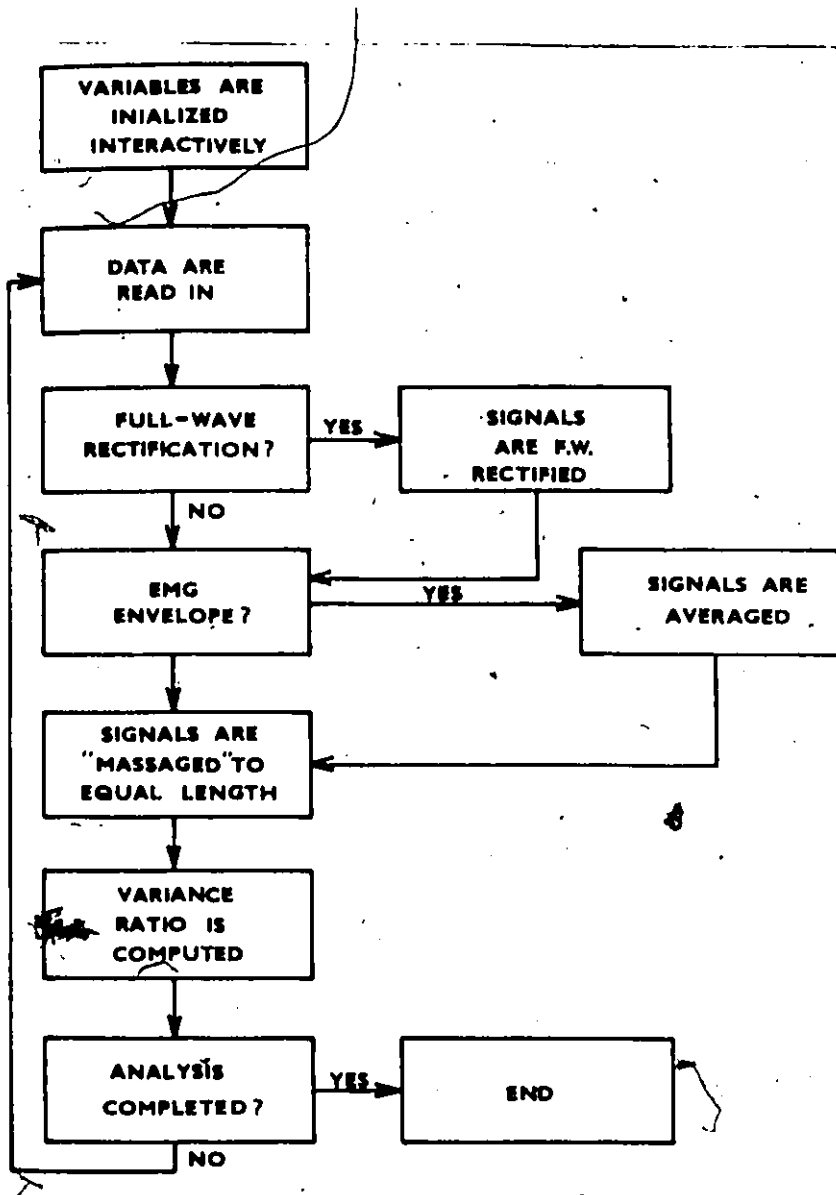 VARIABLES ARE
INIALIZED
INTERACTIVELY
DATA ARE
READ IN
FULL-WAVE
RECTIFICATION?
YES
SIGNALS
ARE F.W.
RECTIFIED
NO
EMG
ENVELOPE?
YES
SIGNALS ARE
AVERAGED
SIGNALS ARE
"MASSAGED" TO
EQUAL LENGTH
VARIANCE
RATIO IS
COMPUTED
ANALYSIS
COMPLETED?
YES
END
NO